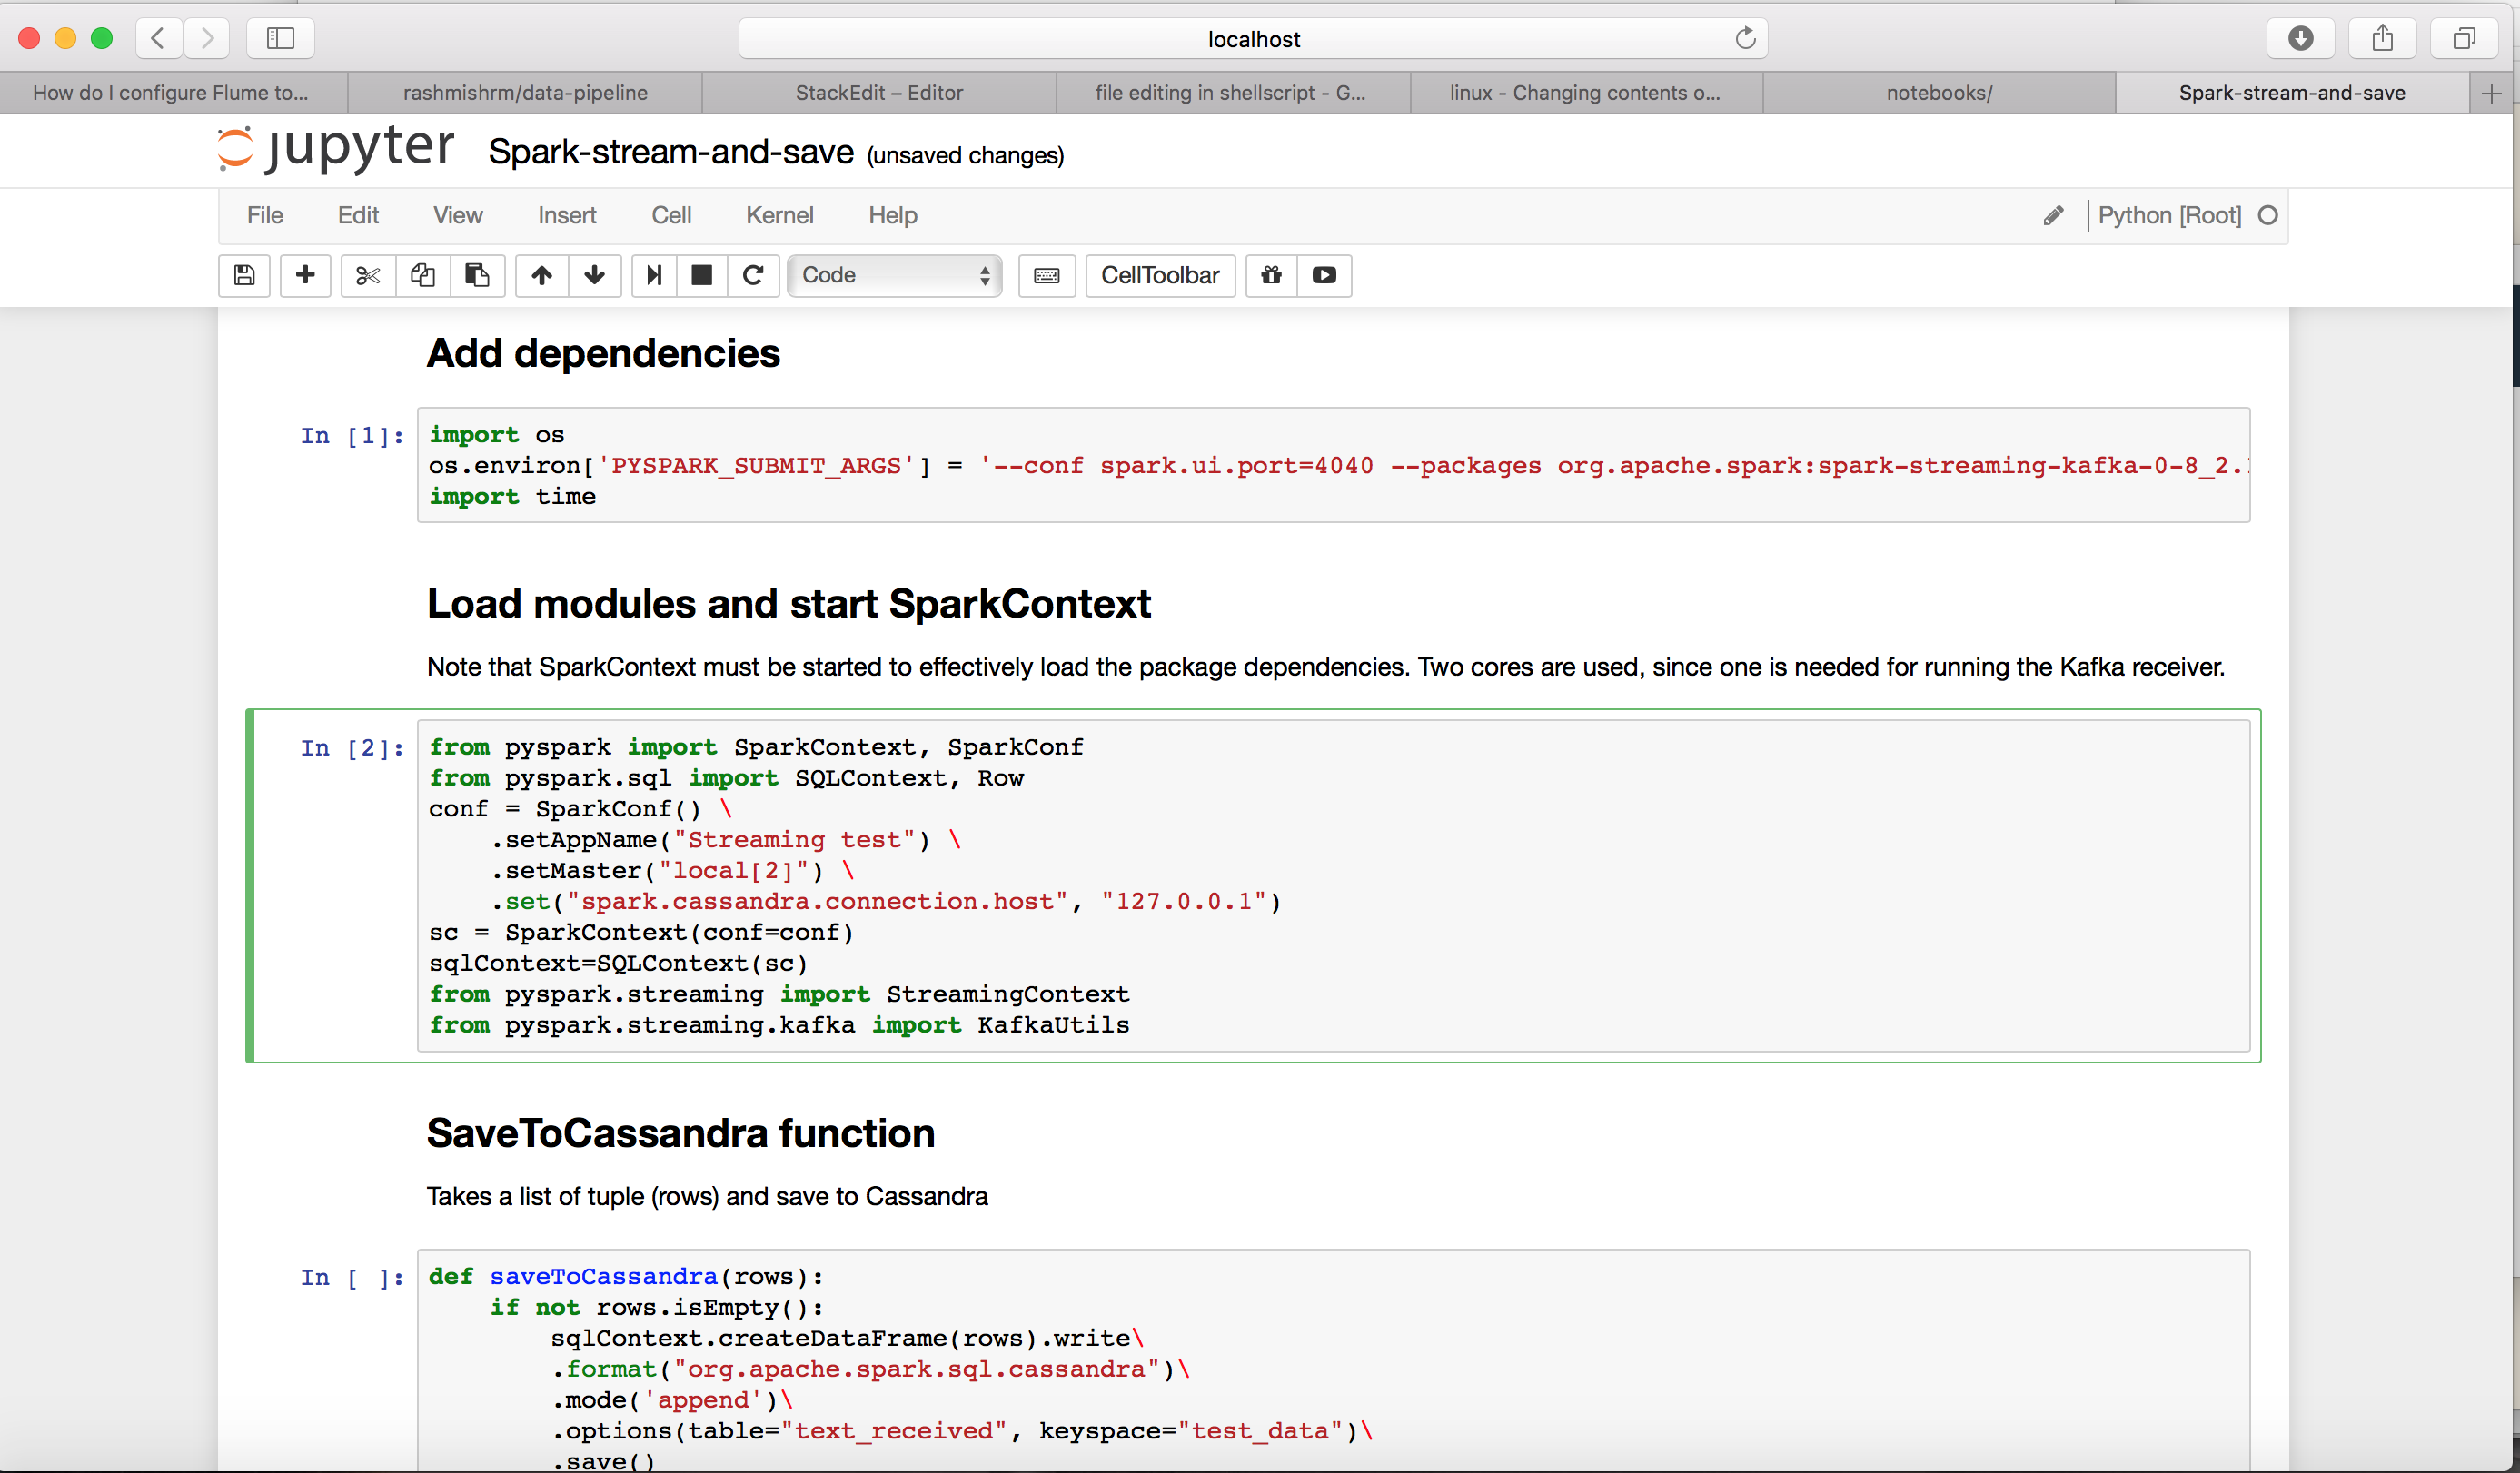 localhost
How do I configure Flume to...
rashmishrm/data-pipeline
StackEdit – Editor
file editing in shellscript - G...
linux - Changing contents o...
notebooks/
Spark-stream-and-save
jupyter Spark-stream-and-save (unsaved changes)
File Edit View Insert Cell Kernel Help Python [Root]
Code CellToolbar
Add dependencies
In [1]: import os
os.environ['PYSPARK_SUBMIT_ARGS'] = '--conf spark.ui.port=4040 --packages org.apache.spark:spark-streaming-kafka-0-8_2.
import time
Load modules and start SparkContext
Note that SparkContext must be started to effectively load the package dependencies. Two cores are used, since one is needed for running the Kafka receiver.
In [2]: from pyspark import SparkContext, SparkConf
from pyspark.sql import SQLContext, Row
conf = SparkConf() \
    .setAppName("Streaming test") \
    .setMaster("local[2]") \
    .set("spark.cassandra.connection.host", "127.0.0.1")
sc = SparkContext(conf=conf)
sqlContext=SQLContext(sc)
from pyspark.streaming import StreamingContext
from pyspark.streaming.kafka import KafkaUtils
SaveToCassandra function
Takes a list of tuple (rows) and save to Cassandra
In [ ]: def saveToCassandra(rows):
    if not rows.isEmpty():
        sqlContext.createDataFrame(rows).write\
        .format("org.apache.spark.sql.cassandra")\
        .mode('append')\
        .options(table="text_received", keyspace="test_data")\
        .save()